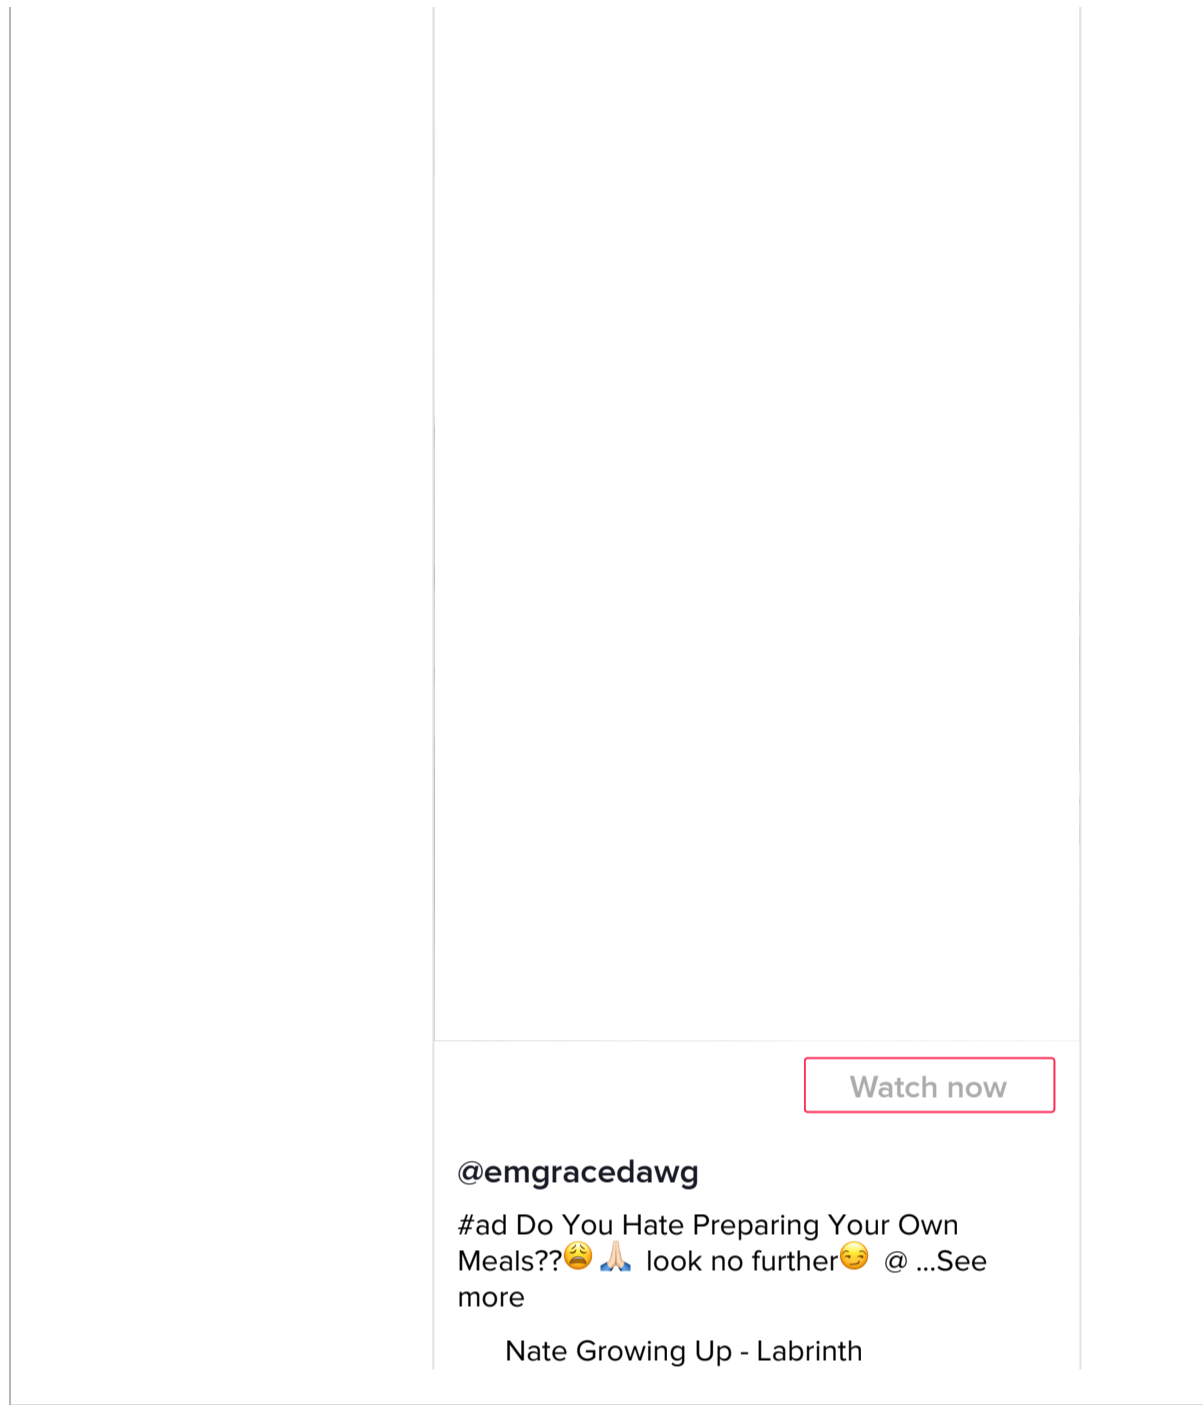 Watch now
@emgracedawg
#ad Do You Hate Preparing Your Own
Meals??😩🙏🏻 look no further😏 @ ...See
more
Nate Growing Up - Labrinth